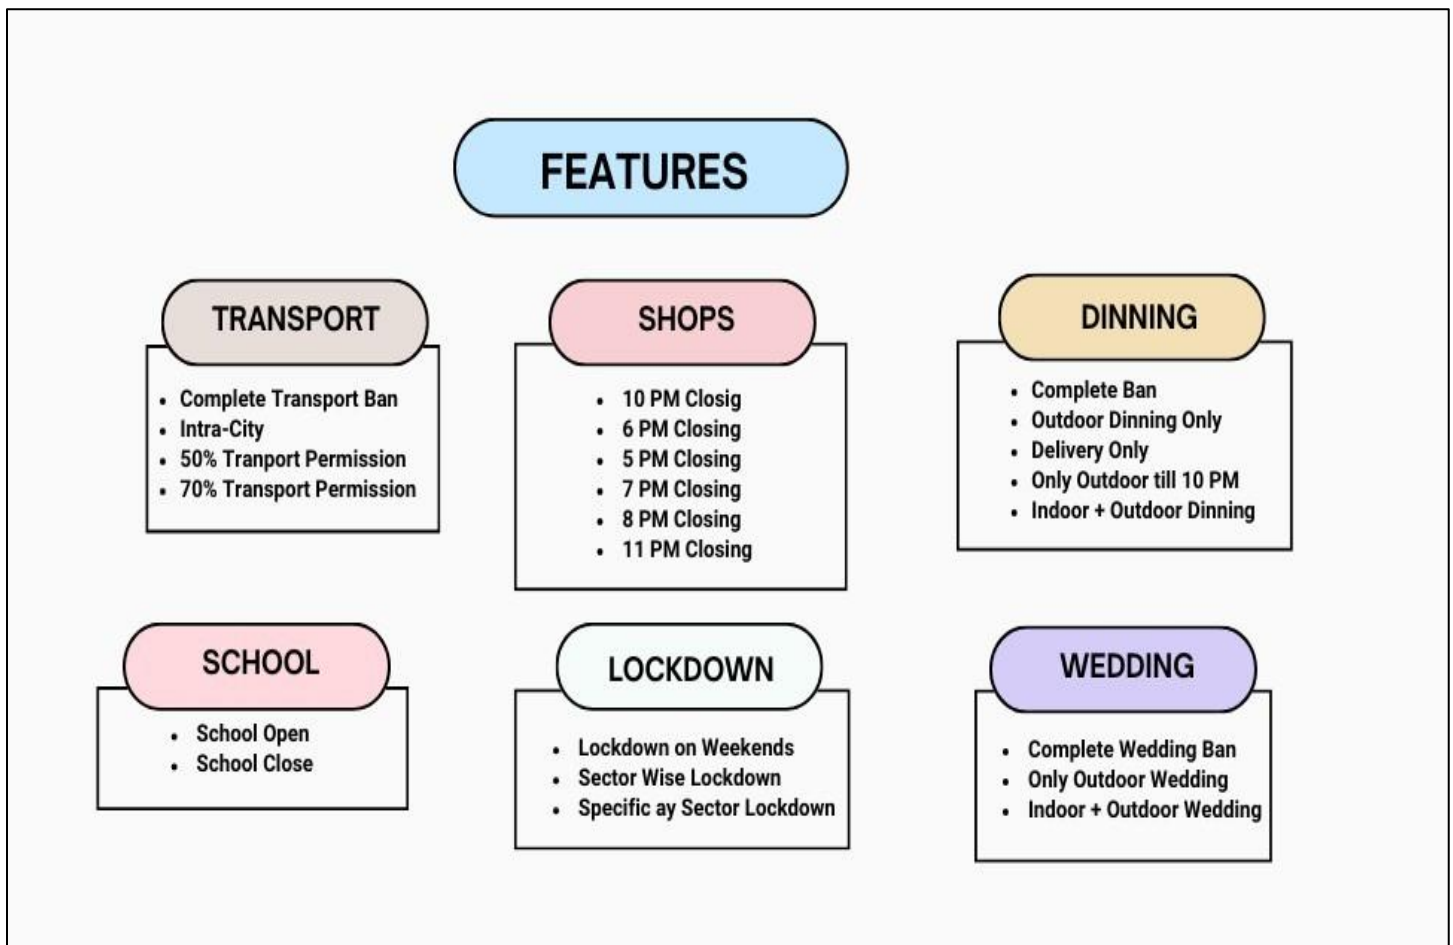 FEATURES
TRANSPORT
• Complete Transport Ban
• Intra-City
• 50% Tranport Permission
• 70% Transport Permission
SHOPS
• 10 PM Closig
• 6 PM Closing
• 5 PM Closing
• 7 PM Closing
• 8 PM Closing
• 11 PM Closing
DINNING
• Complete Ban
• Outdoor Dinning Only
• Delivery Only
• Only Outdoor till 10 PM
• Indoor + Outdoor Dinning
SCHOOL
• School Open
• School Close
LOCKDOWN
• Lockdown on Weekends
• Sector Wise Lockdown
• Specific ay Sector Lockdown
WEDDING
• Complete Wedding Ban
• Only Outdoor Wedding
• Indoor + Outdoor Wedding